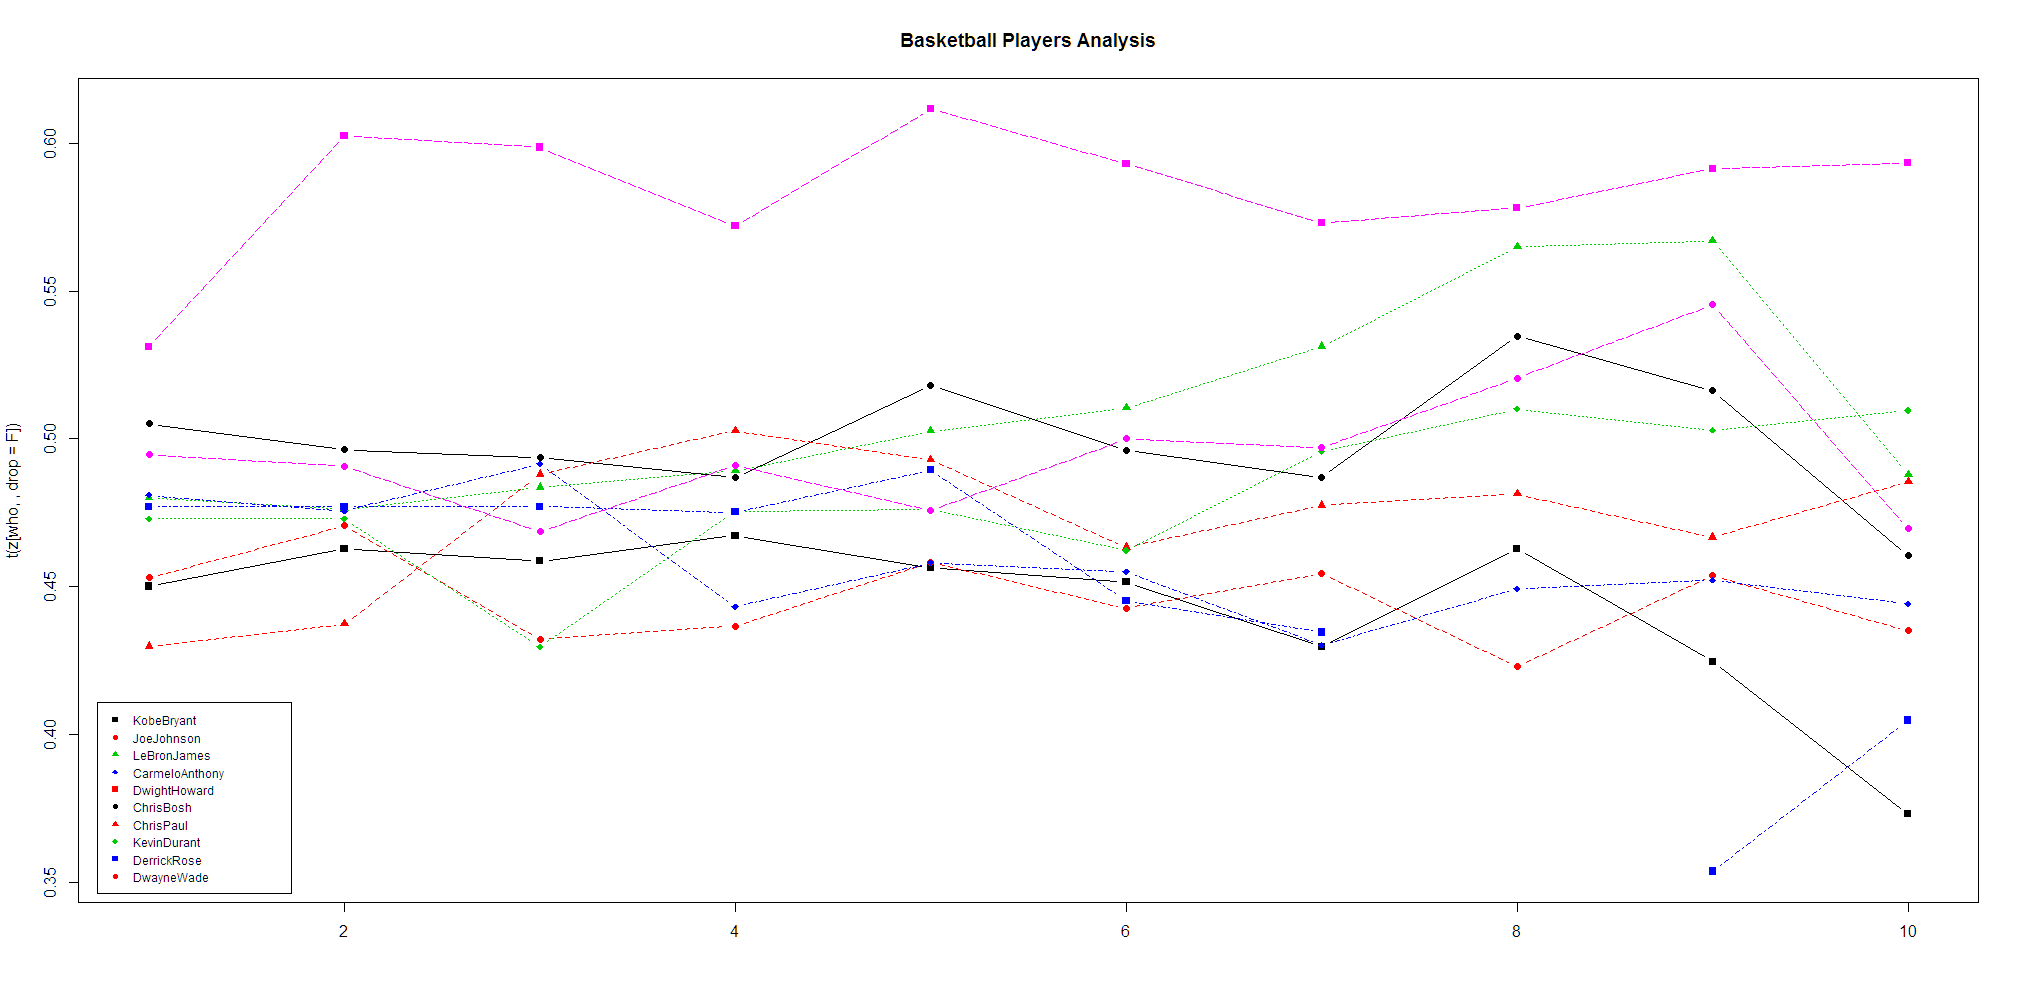 Basketball Players Analysis
t(z[who, , drop = F])
0.60
0.55
0.50
0.45
0.40
0.35
KobeBryant
JoeJohnson
LeBronJames
CarmeloAnthony
DwightHoward
ChrisBosh
ChrisPaul
KevinDurant
DerrickRose
DwayneWade
2 4 6 8 10